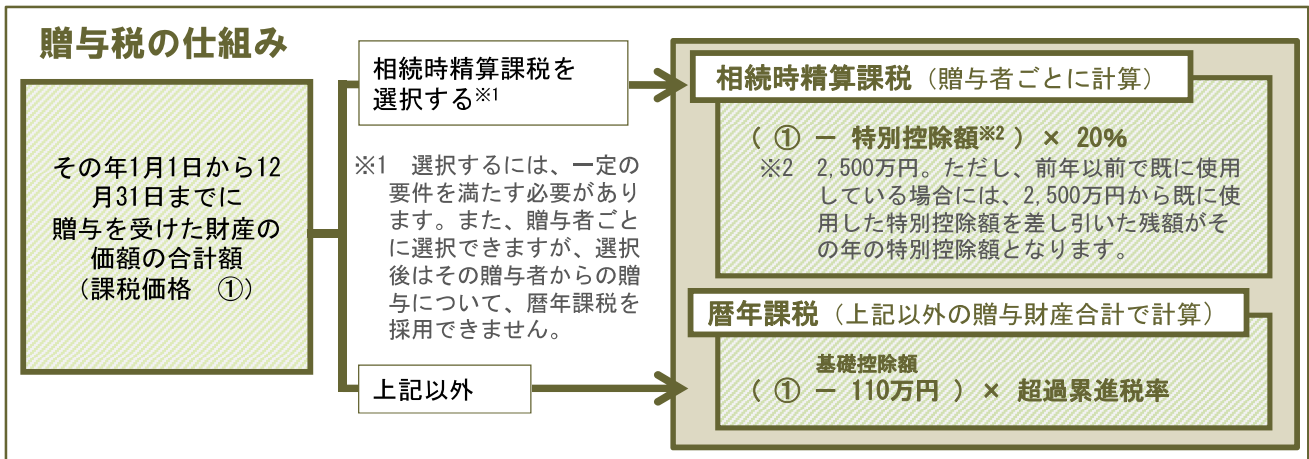 贈与税の仕組み
その年1月1日から12
月31日までに
贈与を受けた財産の
価額の合計額
（課税価格　①）
相続時精算課税を
選択する※1
※1　選択するには、一定の
要件を満たす必要があり
ます。また、贈与者ごと
に選択できますが、選択
後はその贈与者からの贈
与について、暦年課税を
採用できません。
上記以外
相続時精算課税（贈与者ごとに計算）
（ ① － 特別控除額※2 ）× 20%
※2　2,500万円。ただし、前年以前で既に使用
している場合には、2,500万円から既に使
用した特別控除額を差し引いた残額がそ
の年の特別控除額となります。
暦年課税（上記以外の贈与財産合計で計算）
基礎控除額
（ ① － 110万円 ）× 超過累進税率